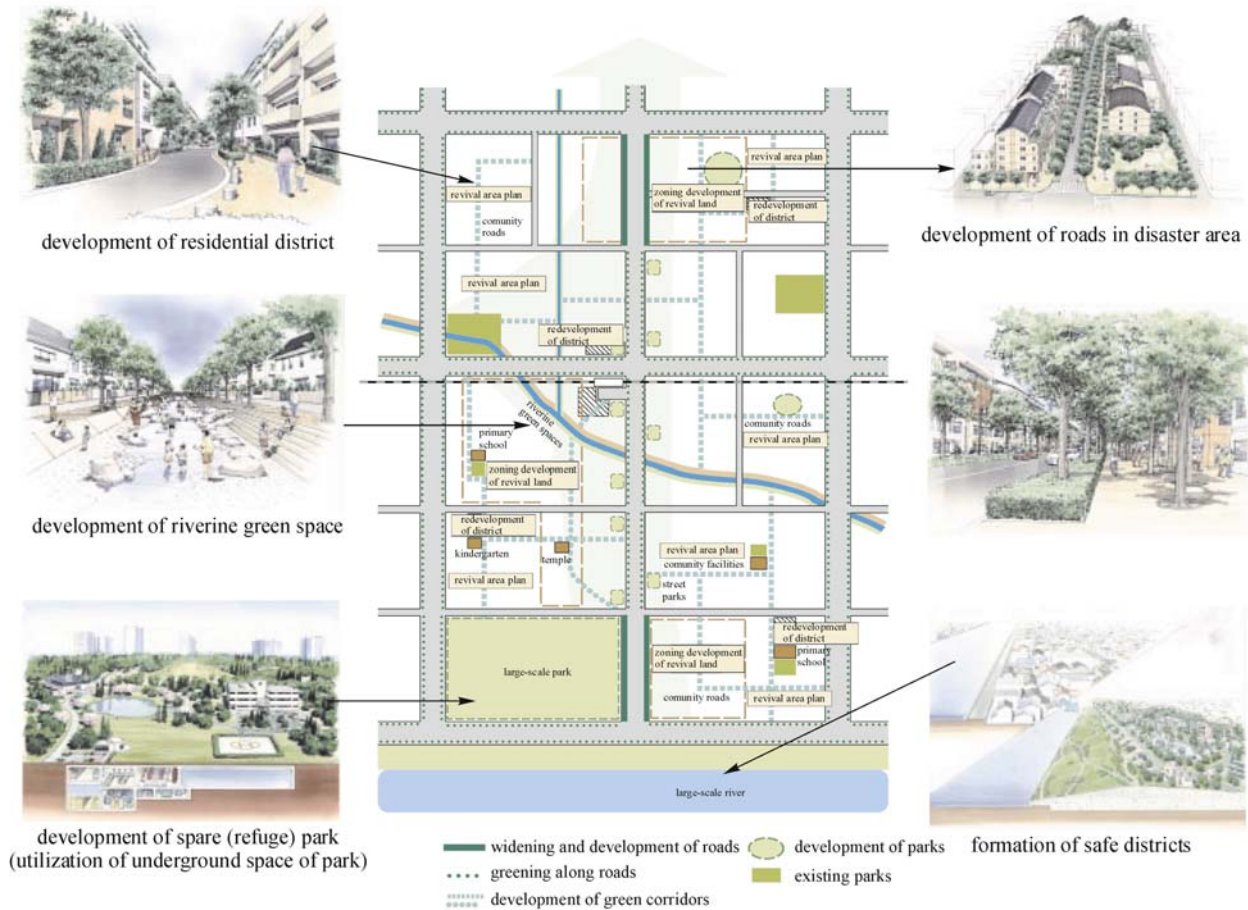 development of residential district
development of riverine green space
development of spare (refuge) park
(utilization of underground space of park)
revival area plan
comunity
roads
revival area plan
zoning development
of revival land
redevelopment
of district
revival area plan
redevelopment
of district
riverine
green spaces
primary
school
zoning development
of revival land
comunity roads
revival area plan
redevelopment
of district
kindergarten
temple
revival area plan
revival area plan
comunity facilities
street
parks
large-scale park
redevelopment
of district
zoning development
of revival land
primary
school
comunity roads
revival area plan
large-scale river
development of roads in disaster area
formation of safe districts
widening and development of roads
development of parks
greening along roads
existing parks
development of green corridors